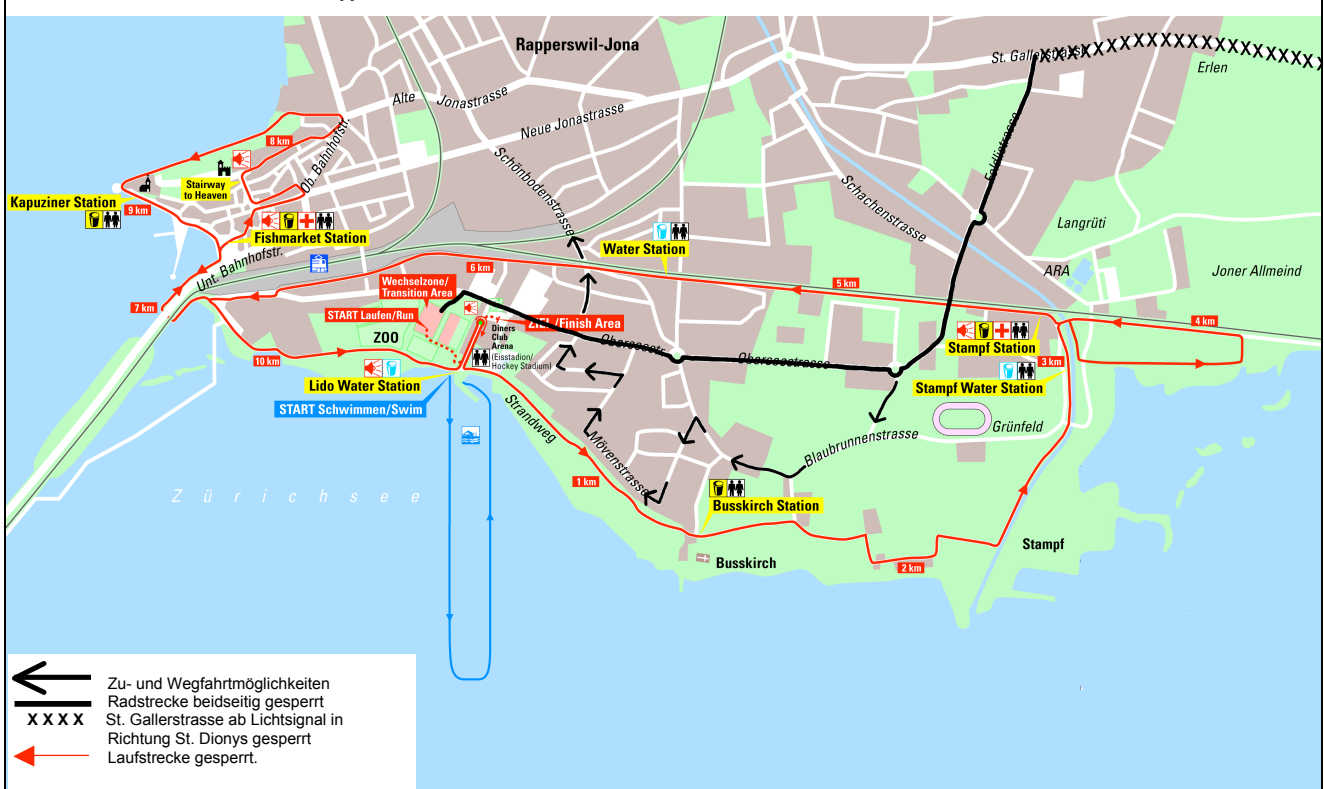 Rapperswil-Jona
St. Gallerstrasse
XXXXXXXXXXXXXXXXXXX
Erlen
Alte Jonastrasse
Neue Jonastrasse
8 km
Ob. Bahnhofstr.
Schönbodenstrasse
Feldlistrasse
Schachenstrasse
Stairway
to Heaven
Kapuziner Station
9 km
Langrüti
Fishmarket Station
Water Station
Unt. Bahnhofstr.
6 km
5 km
ARA
Joner Allmeind
Wechselzone/
Transition Area
7 km
START Laufen/Run
ZIEL/Finish Area
4 km
ZOO
Diners
Club
Arena
(Eisstadion/
Hockey Stadium)
Oberseestr.
Oberseestrasse
Stampf Station
3 km
10 km
Lido Water Station
Stampf Water Station
START Schwimmen/Swim
Strandweg
Grünfeld
Mövenstrasse
Blaubrunnenstrasse
1 km
Zürichsee
Busskirch Station
Stampf
Busskirch
2 km
Zu- und Wegfahrtmöglichkeiten
Radstrecke beidseitig gesperrt
X X X X St. Gallerstrasse ab Lichtsignal in
Richtung St. Dionys gesperrt
Laufstrecke gesperrt.